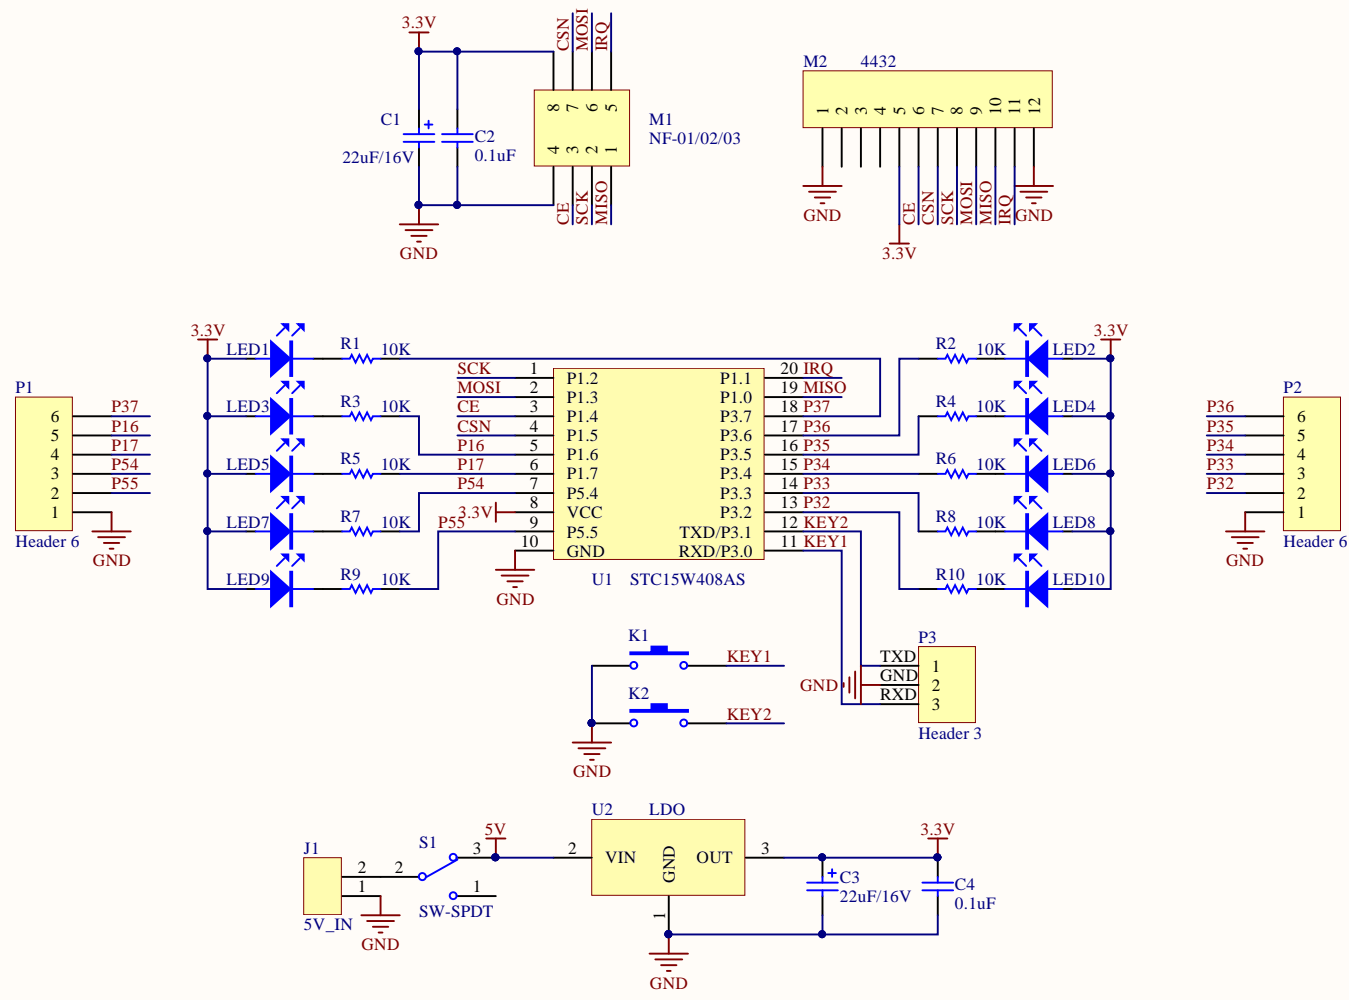 3.3V
C1
+
22uF/16V
C2
0.1uF
GND
CSN
MOSI
IRQ
8 7 6 5
4 3 2 1
CE
SCK
MISO
M1
NF-01/02/03
M2 4432
1 2 3 4 5 6 7 8 9 10 11 12
GND
CE
CSN
SCK
MOSI
MISO
IRQ
GND
3.3V
P1
6 P37
5 P16
4 P17
3 P54
2 P55
1
Header 6
GND
3.3V
LED1 R1 10K
LED3 R3 10K
LED5 R5 10K
LED7 R7 10K
LED9 R9 10K
SCK 1 P1.2
MOSI 2 P1.3
CE 3 P1.4
CSN 4 P1.5
P16 5 P1.6
P17 6 P1.7
P54 7 P5.4
3.3V 8 VCC
P55 9 P5.5
10 GND
GND
P1.1 20 IRQ
P1.0 19 MISO
P3.7 18 P37
P3.6 17 P36
P3.5 16 P35
P3.4 15 P34
P3.3 14 P33
P3.2 13 P32
TXD/P3.1 12 KEY2
RXD/P3.0 11 KEY1
U1 STC15W408AS
3.3V
R2 10K LED2
R4 10K LED4
R6 10K LED6
R8 10K LED8
R10 10K LED10
P2
P36 6
P35 5
P34 4
P33 3
P32 2
1
Header 6
GND
K1
KEY1
K2
KEY2
GND
P3
TXD 1
GND GND 2
RXD 3
Header 3
J1
2
1
5V_IN
GND
S1
2
3
1
SW-SPDT
5V
U2 LDO
2 VIN
GND
OUT 3
1
GND
3.3V
+
C3
22uF/16V
C4
0.1uF